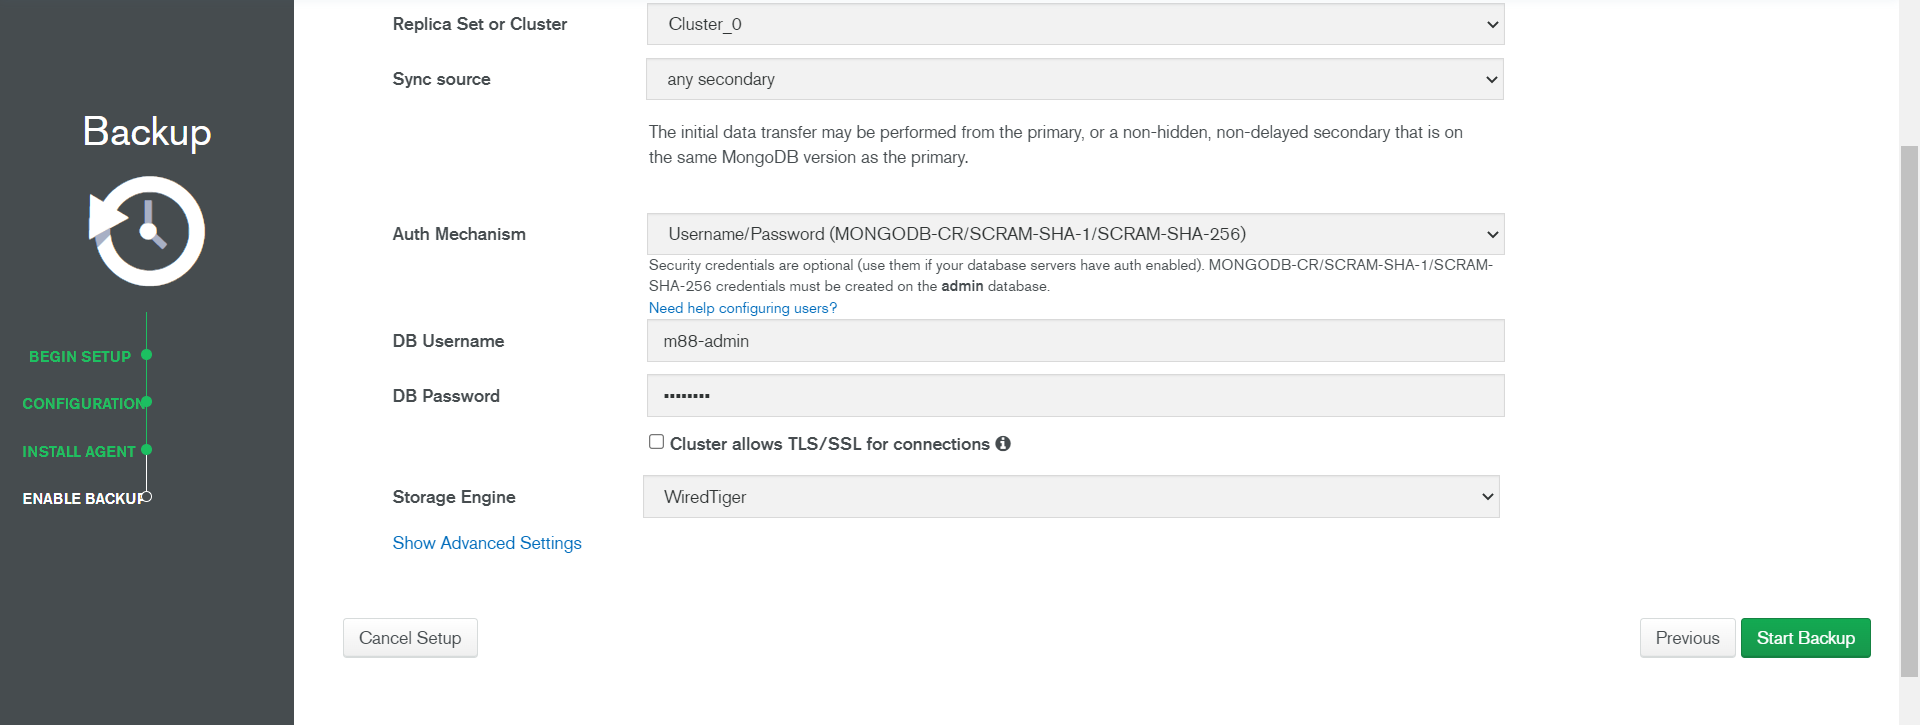 Backup
BEGIN SETUP
CONFIGURATION
INSTALL AGENT
ENABLE BACKUP
Replica Set or Cluster
Cluster_0
Sync source
any secondary
The initial data transfer may be performed from the primary, or a non-hidden, non-delayed secondary that is on
the same MongoDB version as the primary.
Auth Mechanism
Username/Password (MONGODB-CR/SCRAM-SHA-1/SCRAM-SHA-256)
Security credentials are optional (use them if your database servers have auth enabled). MONGODB-CR/SCRAM-SHA-1/SCRAM-
SHA-256 credentials must be created on the admin database.
Need help configuring users?
DB Username
m88-admin
DB Password
••••••••
Cluster allows TLS/SSL for connections
Storage Engine
WiredTiger
Show Advanced Settings
Cancel Setup
Previous
Start Backup